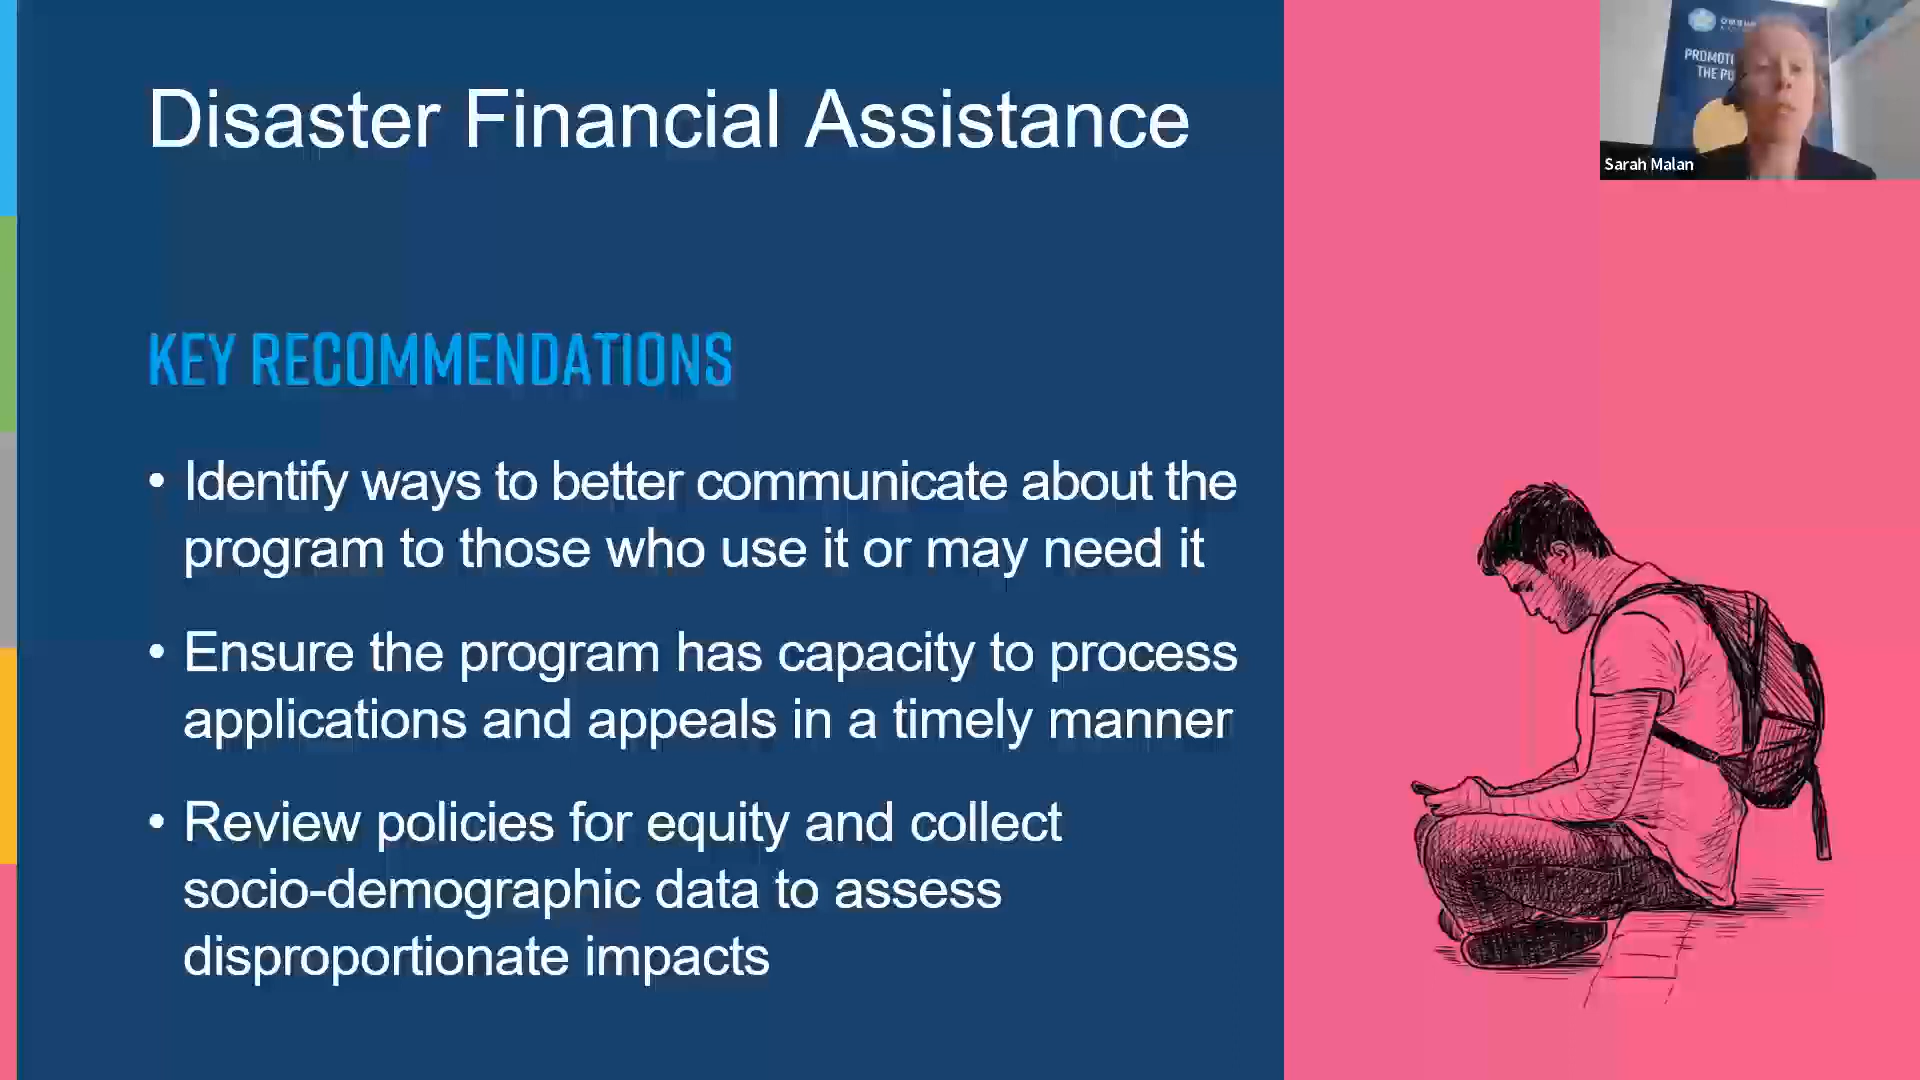 Disaster Financial Assistance
KEY RECOMMENDATIONS
• Identify ways to better communicate about the
program to those who use it or may need it
• Ensure the program has capacity to process
applications and appeals in a timely manner
• Review policies for equity and collect
socio-demographic data to assess
disproportionate impacts
Sarah Malan
THE